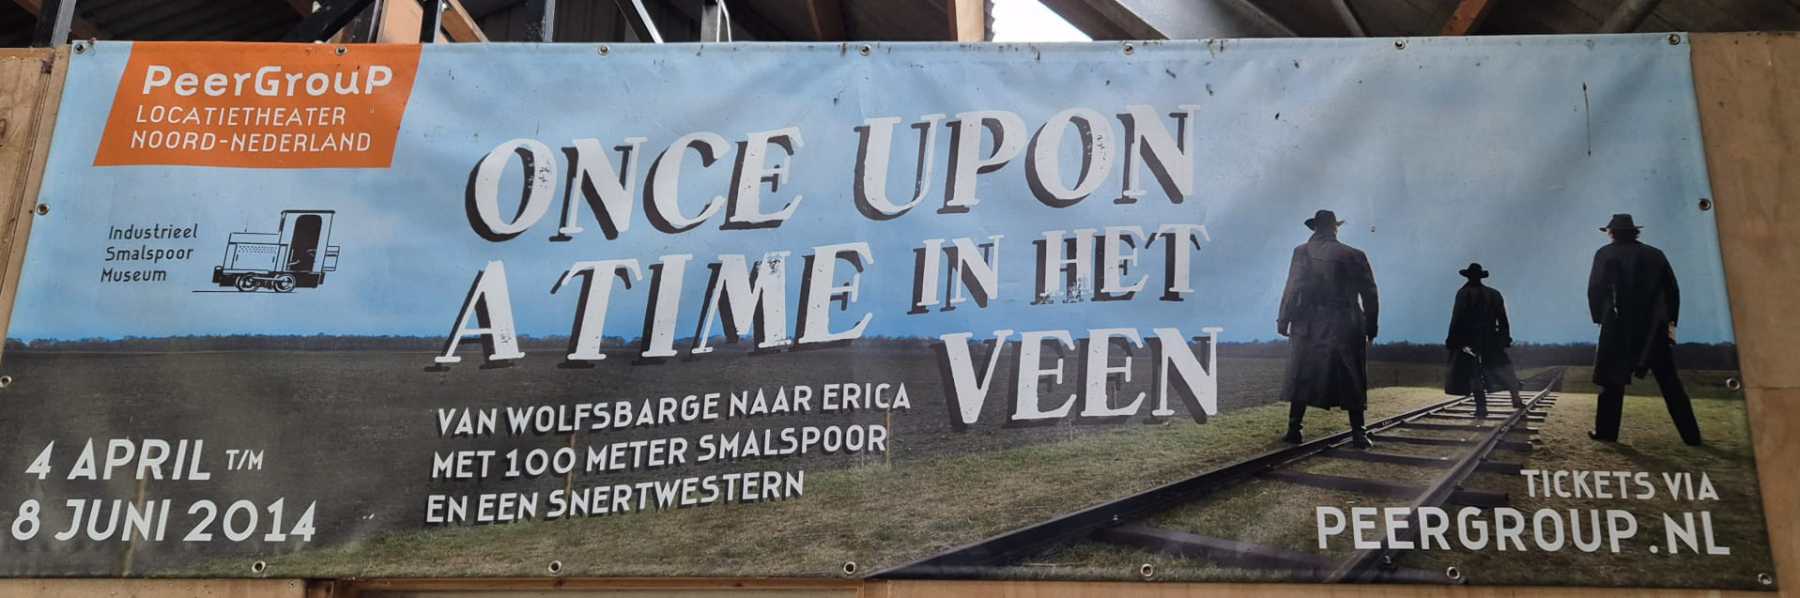 PeerGrouP
LOCATIETHEATER
NOORD-NEDERLAND
Industrieel
Smalspoor
Museum
ONCE UPON
A TIME IN HET
VEEN
VAN WOLFSBARGE NAAR ERICA
MET 100 METER SMALSPOOR
EN EEN SNERTWESTERN
4 APRIL T/M
8 JUNI 2014
TICKETS VIA
PEERGROUP.NL